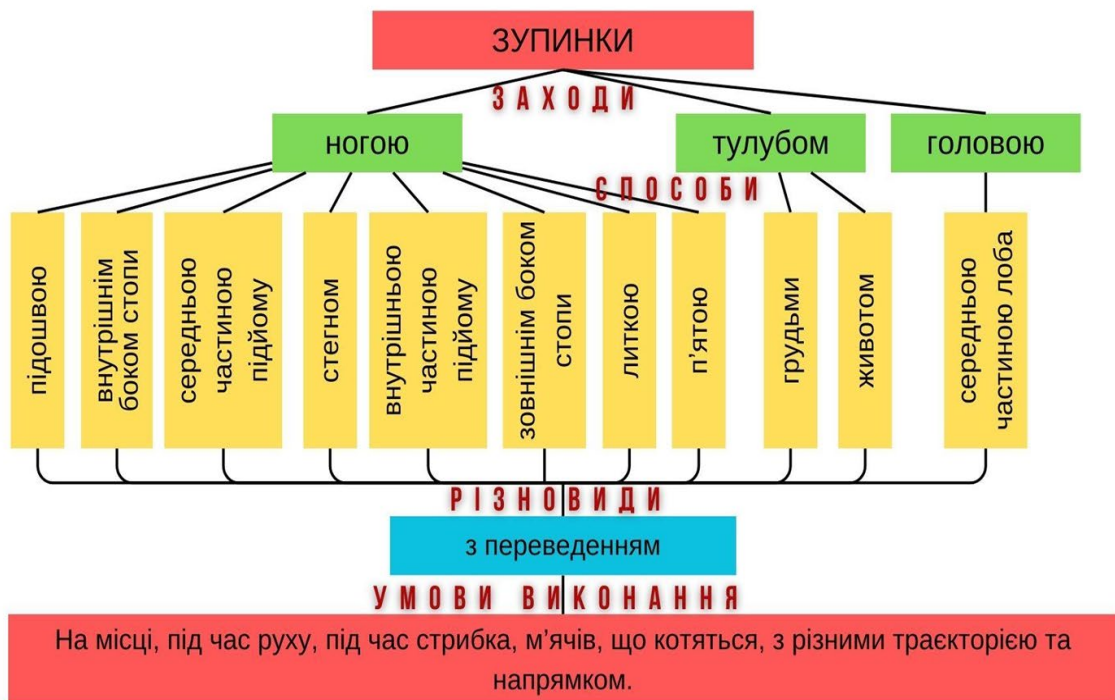 ЗУПИНКИ
ЗАХОДИ
ногою
тулубом
головою
СПОСОБИ
підошвою
внутрішнім
боком стопи
середньою
частиною
підйому
стегном
внутрішньою
частиною
підйому
зовнішнім боком
стопи
литкою
п’ятою
грудьми
животом
середньою
частиною лоба
РІЗНОВИДИ
з переведенням
УМОВИ ВИКОНАННЯ
На місці, під час руху, під час стрибка, м’ячів, що котяться, з різними траєкторією та
напрямком.